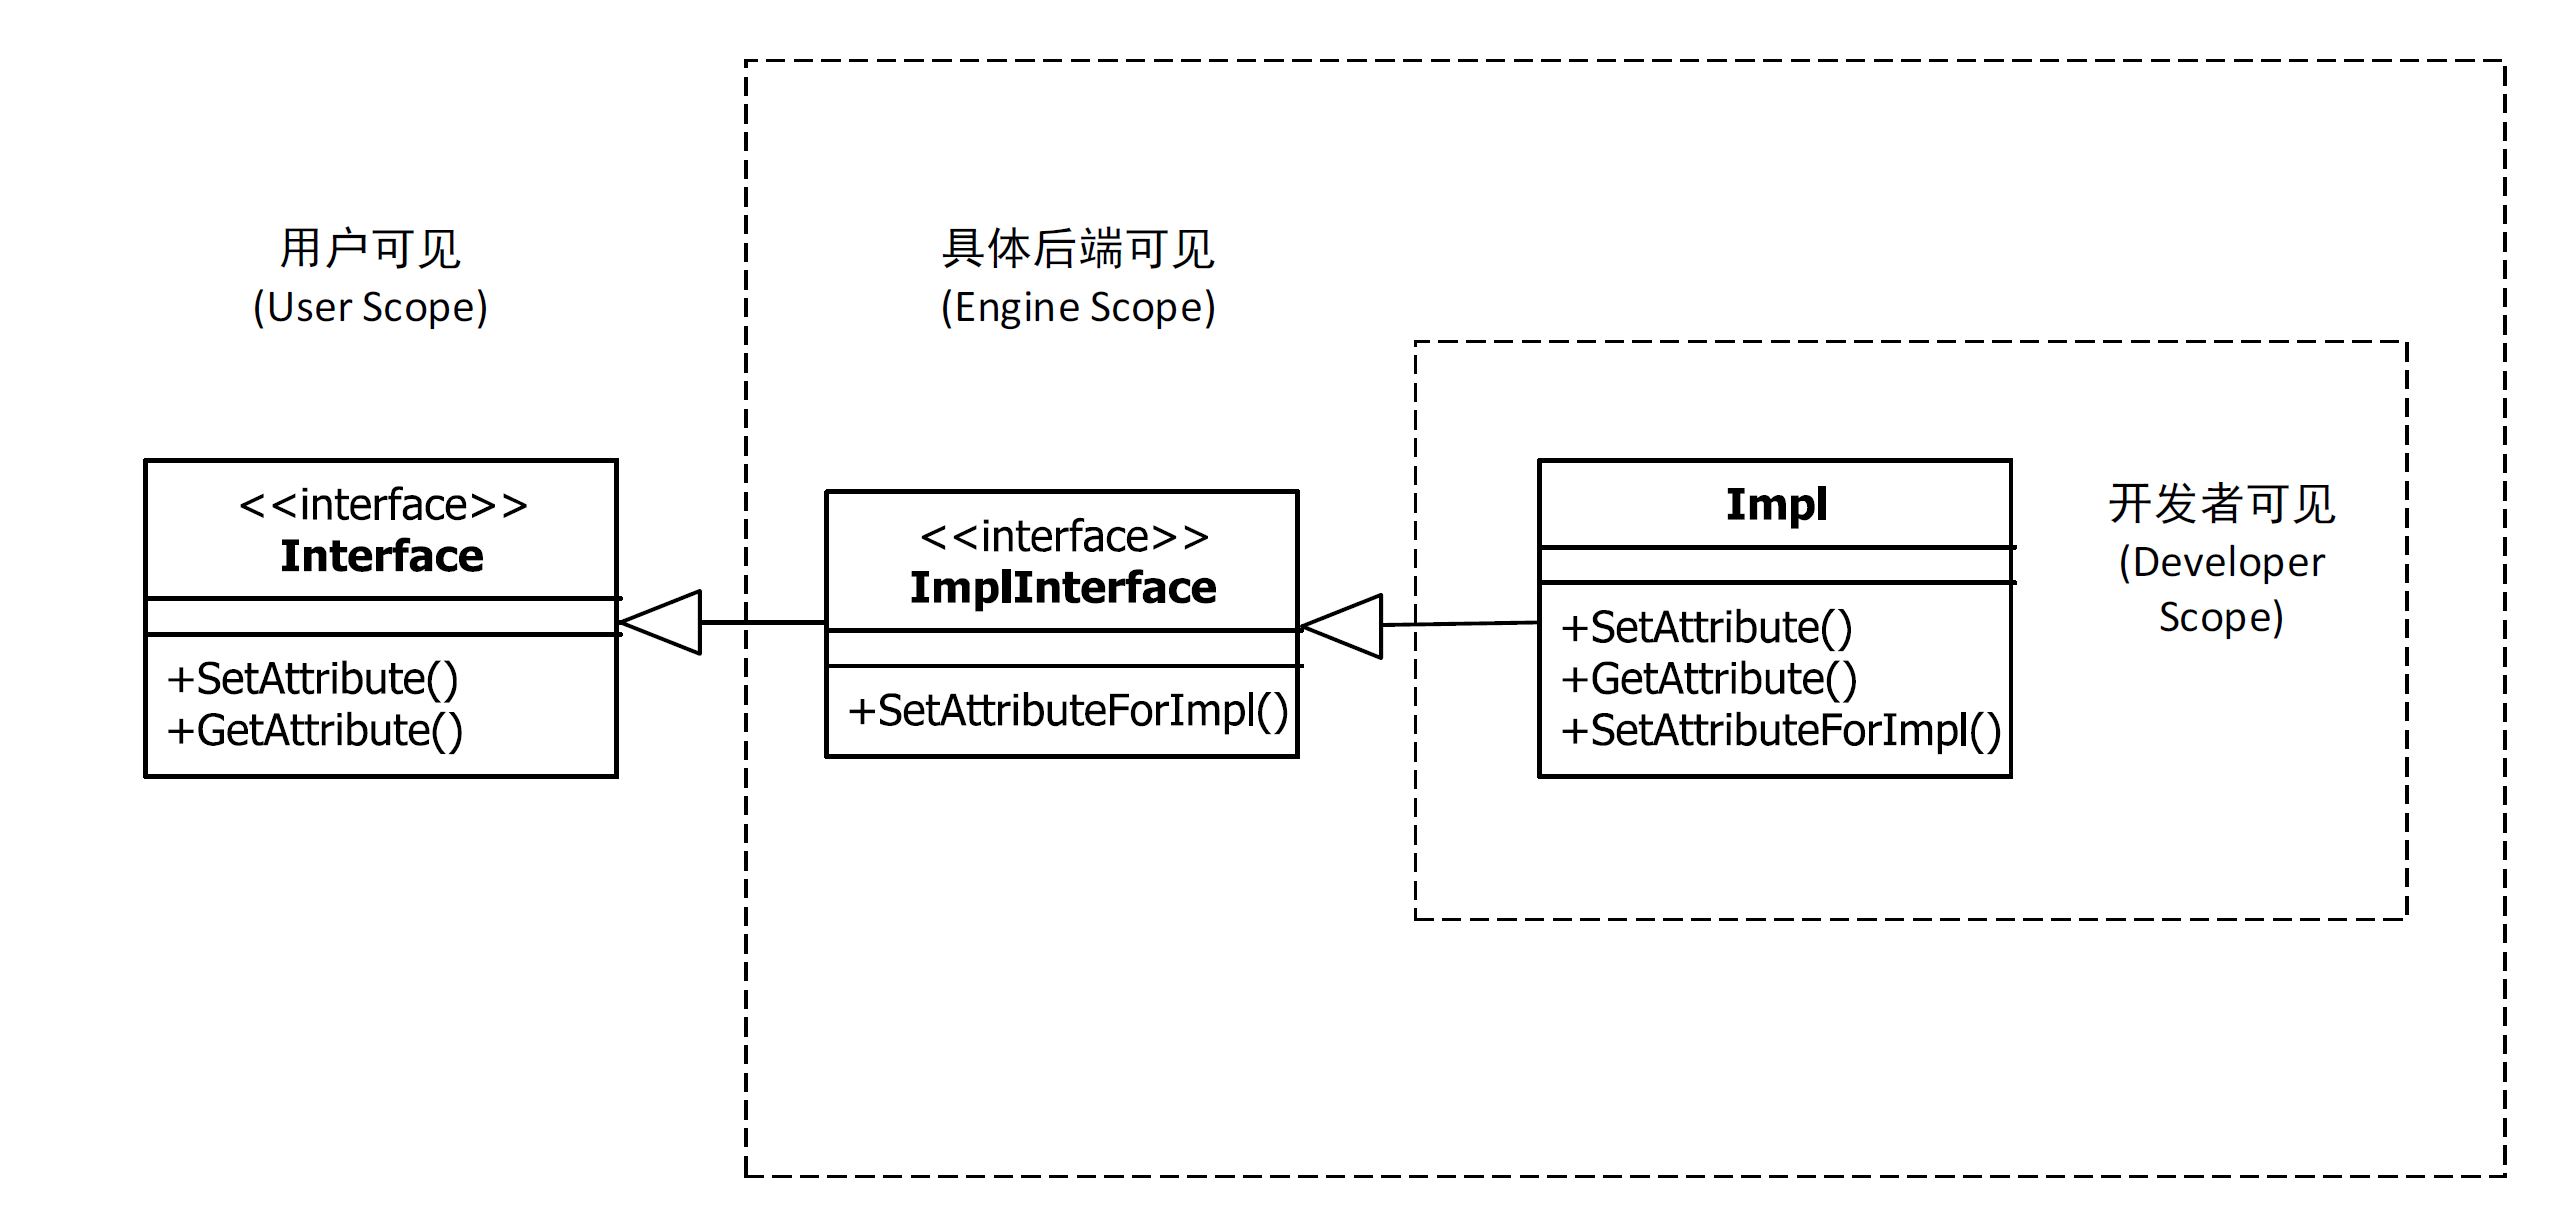 用户可见
(User Scope)
具体后端可见
(Engine Scope)
<<interface>>
Interface
+SetAttribute()
+GetAttribute()
<<interface>>
ImplInterface
+SetAttributeForImpl()
Impl
+SetAttribute()
+GetAttribute()
+SetAttributeForImpl()
开发者可见
(Developer
Scope)